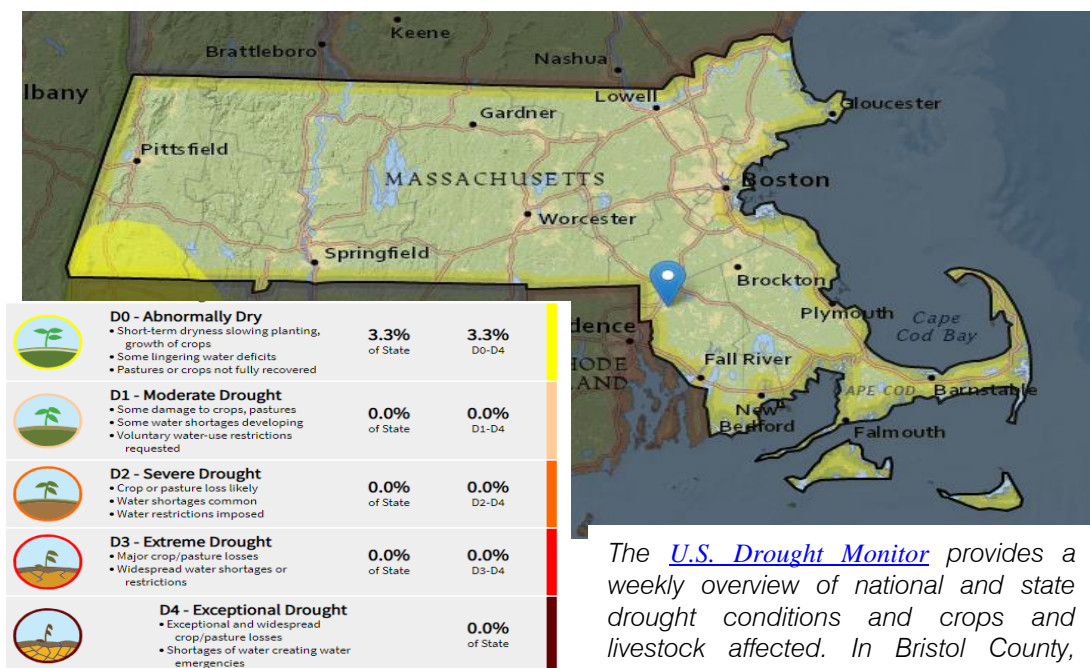 Keene
Brattleboro
Nashua
lbany
Lowell
Gloucester
Gardner
Pittsfield
MASSACHUSETTS
Boston
Worcester
Springfield
Brockton
Plymouth
Cape
Cod Bay
dence
HODE
LAND
Fall River
APE COD
Barnstable
New
Bedford
Falmouth
D0 - Abnormally Dry
• Short-term dryness slowing planting,
growth of crops
• Some lingering water deficits
• Pastures or crops not fully recovered
3.3%
of State
3.3%
D0-D4
D1 - Moderate Drought
• Some damage to crops, pastures
• Some water shortages developing
• Voluntary water-use restrictions
requested
0.0%
of State
0.0%
D1-D4
D2 - Severe Drought
• Crop or pasture loss likely
• Water shortages common
• Water restrictions imposed
0.0%
of State
0.0%
D2-D4
D3 - Extreme Drought
• Major crop/pasture losses
• Widespread water shortages or
restrictions
0.0%
of State
0.0%
D3-D4
D4 - Exceptional Drought
• Exceptional and widespread
crop/pasture losses
• Shortages of water creating water
emergencies
0.0%
of State
The U.S. Drought Monitor provides a
weekly overview of national and state
drought conditions and crops and
livestock affected. In Bristol County,